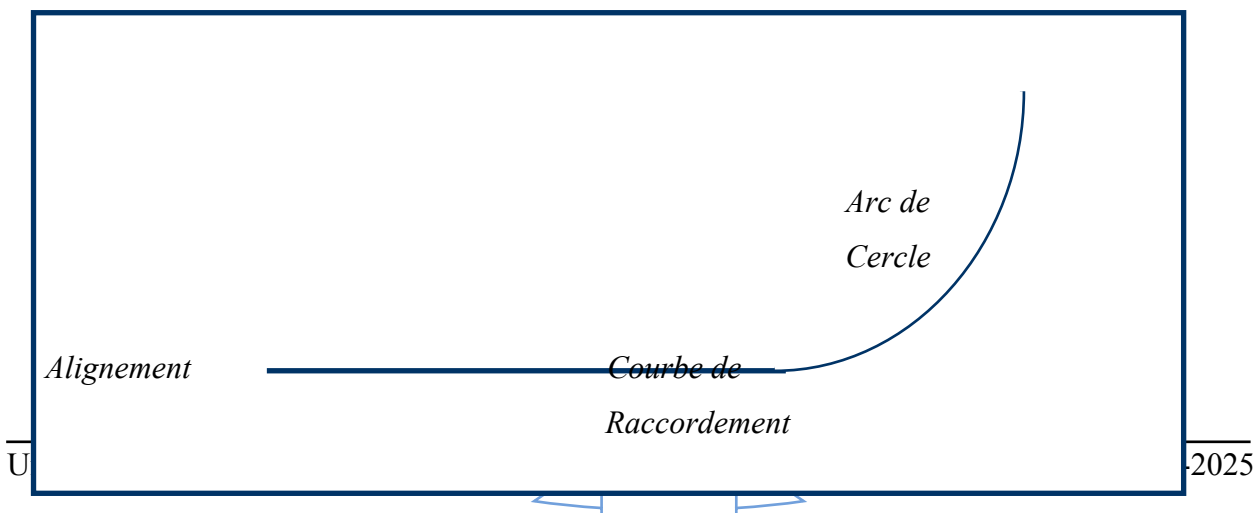 Arc de
Cercle
Alignement
Courbe de
Raccordement
U
-2025